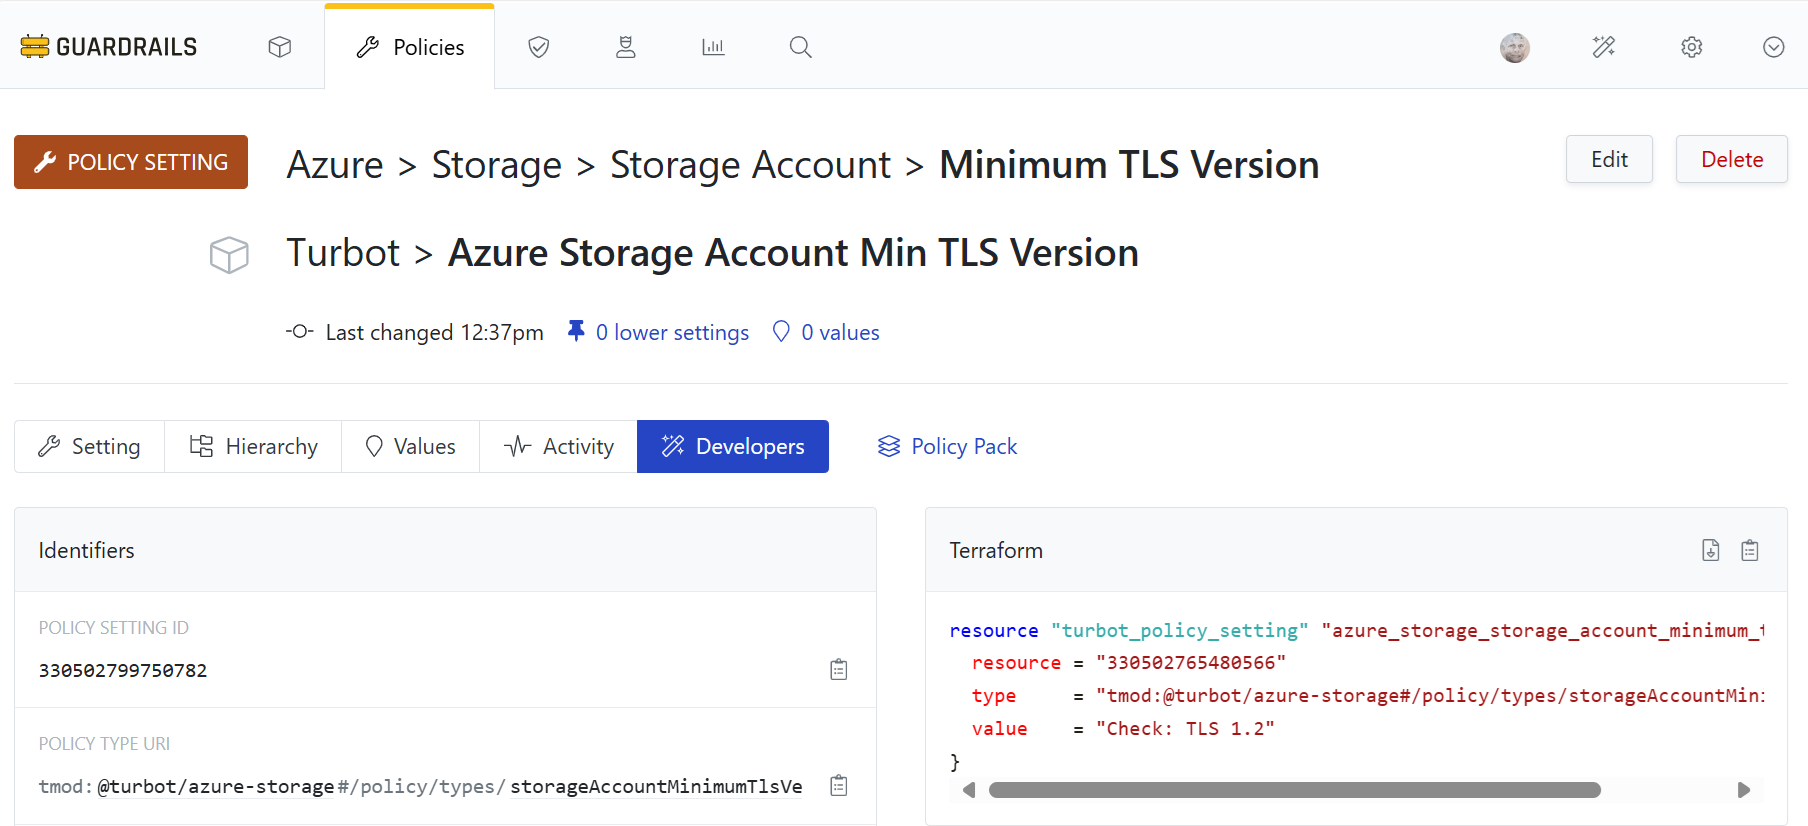 GUARDRAILS
Policies
POLICY SETTING
Azure > Storage > Storage Account > Minimum TLS Version
Edit
Delete
Turbot > Azure Storage Account Min TLS Version
Last changed 12:37pm
0 lower settings
0 values
Setting
Hierarchy
Values
Activity
Developers
Policy Pack
Identifiers
POLICY SETTING ID
330502799750782
POLICY TYPE URI
tmod:@turbot/azure-storage#/policy/types/storageAccountMinimumTlsVe
Terraform
resource "turbot_policy_setting" "azure_storage_storage_account_minimum_t
resource = "330502765480566"
type = "tmod:@turbot/azure-storage#/policy/types/storageAccountMini
value = "Check: TLS 1.2"
}